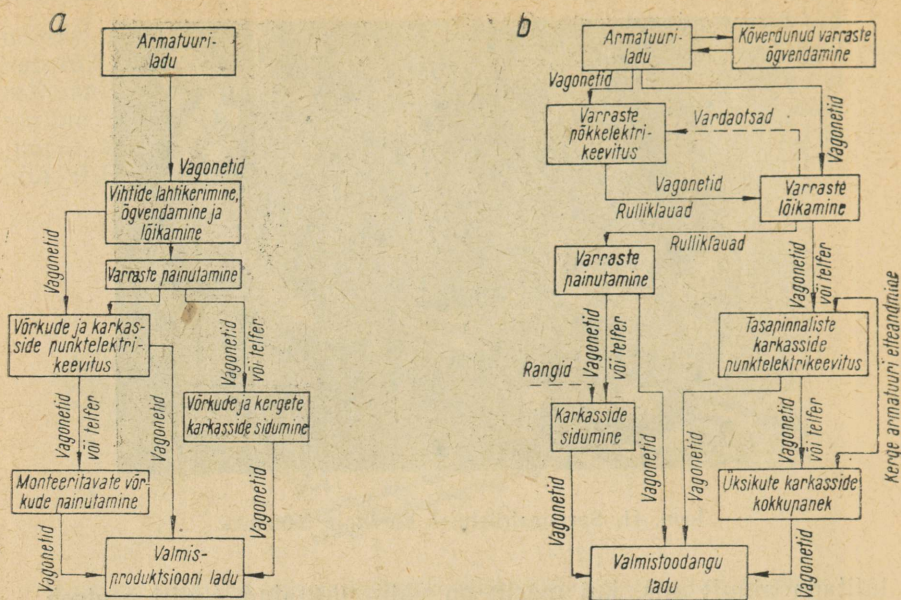 a
Armatuuri-
ladu
Vagonetid
Vihtide lahtikerimine,
õgvendamine ja
lõikamine
Vagonetid
Varraste painutamine
Võrkude ja karkas-
side punktelektri-
keevitus
Vagonetid
või telfer
Võrkude ja kergete
karkasside sidumine
Vagonetid
või telfer
Vagonetid
Monteeritavate võr-
kude painutamine
Vagonetid
Vagonetid
Valmis-
produktsiooni ladu
b
Armatuuri-
ladu
Kõverdunud varraste
õgvendamine
Vagonetid
Varraste
põkkelektri-
keevitus
Vardaotsad
Vagonetid
Vagonetid
Rulliklauad
Varraste
lõikamine
Rulliklauad
Varraste
painutamine
Vagonetid
või telfer
Vagonetid
või telfer
Tasapinnaliste
karkasside
punktelektrikeevitus
Rangid
Karkasside
sidumine
Vagonetid
Vagonetid
Vagonetid
Vagonetid
või telfer
Kerge armatuuri etteandmine
Üksikute karkasside
kokkupanek
Vagonetid
Valmistoodangu
ladu